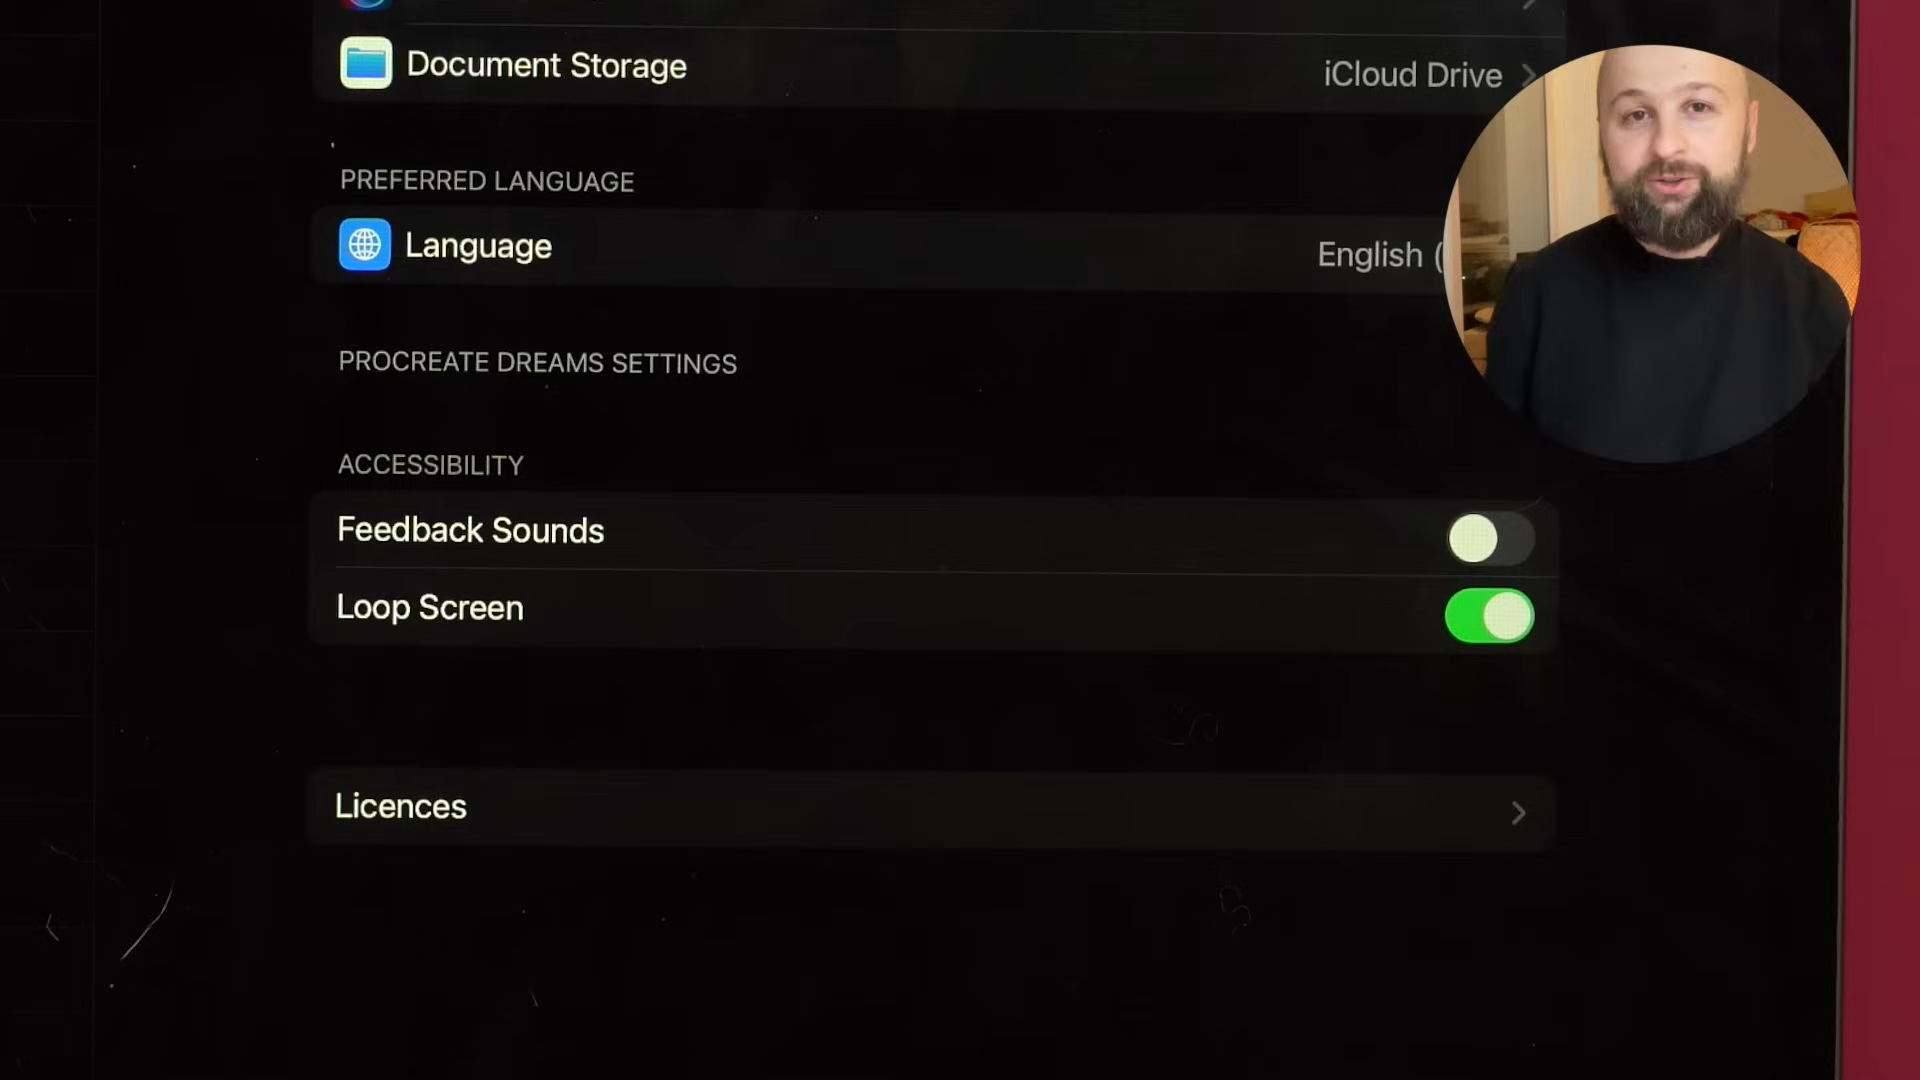 Document Storage
iCloud Drive
PREFERRED LANGUAGE
Language
English (
PROCREATE DREAMS SETTINGS
ACCESSIBILITY
Feedback Sounds
Loop Screen
Licences